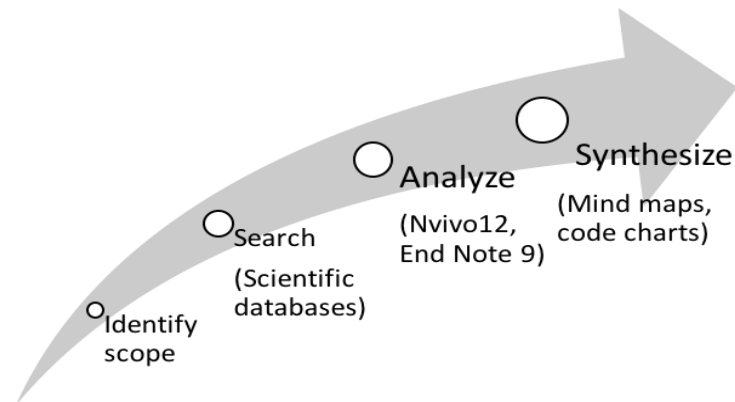 Identify
scope
Search
(Scientific
databases)
Analyze
(Nvivo12,
End Note 9)
Synthesize
(Mind maps,
code charts)